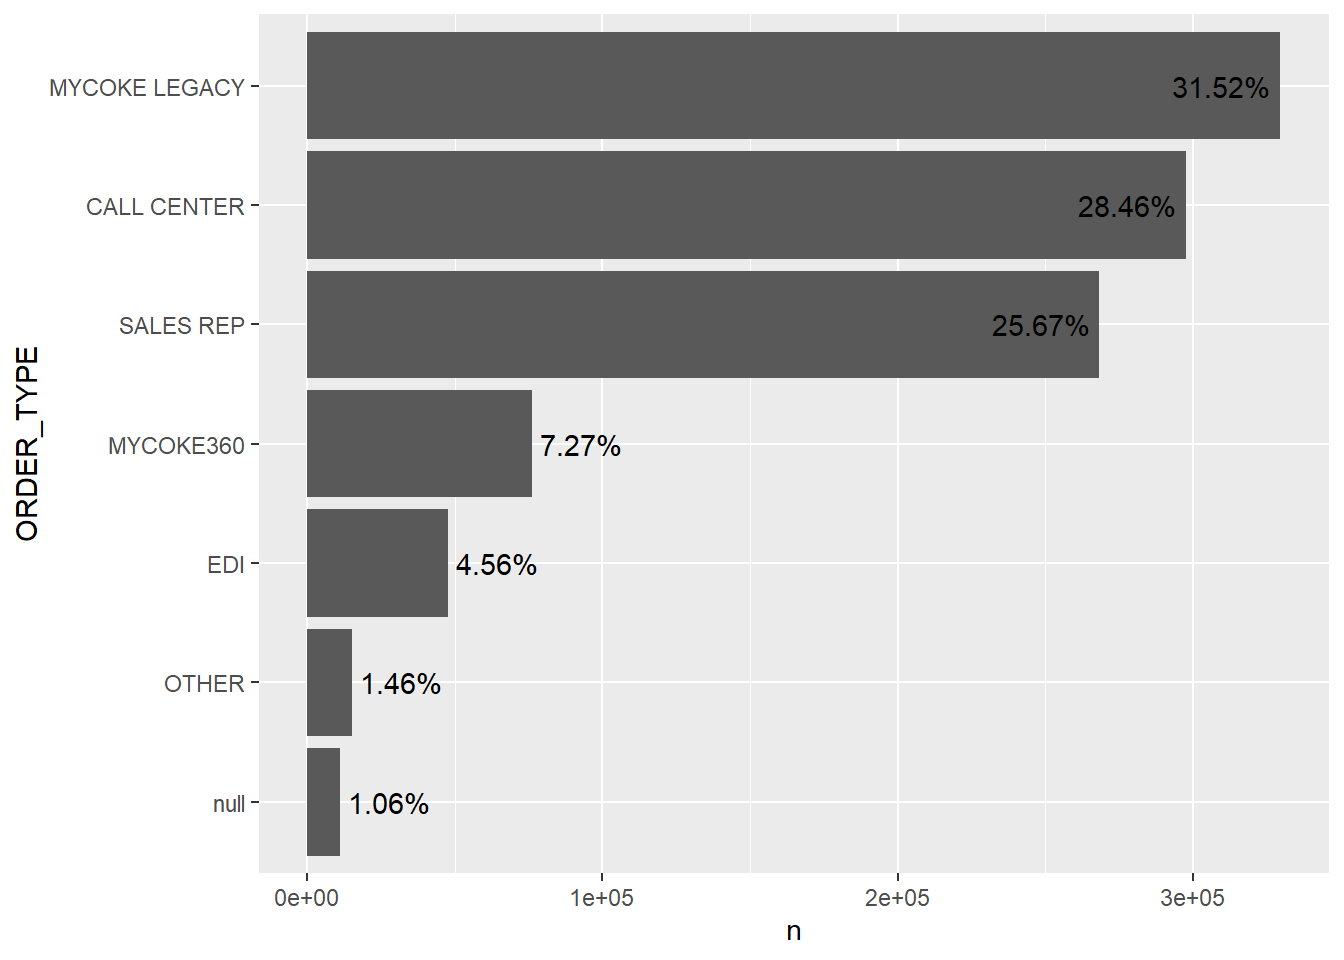 MYCOKE LEGACY
31.52%
CALL CENTER
28.46%
SALES REP
25.67%
MYCOKE360
7.27%
EDI
4.56%
OTHER
1.46%
null
1.06%
ORDER_TYPE
0e+00 1e+05 2e+05 3e+05
n